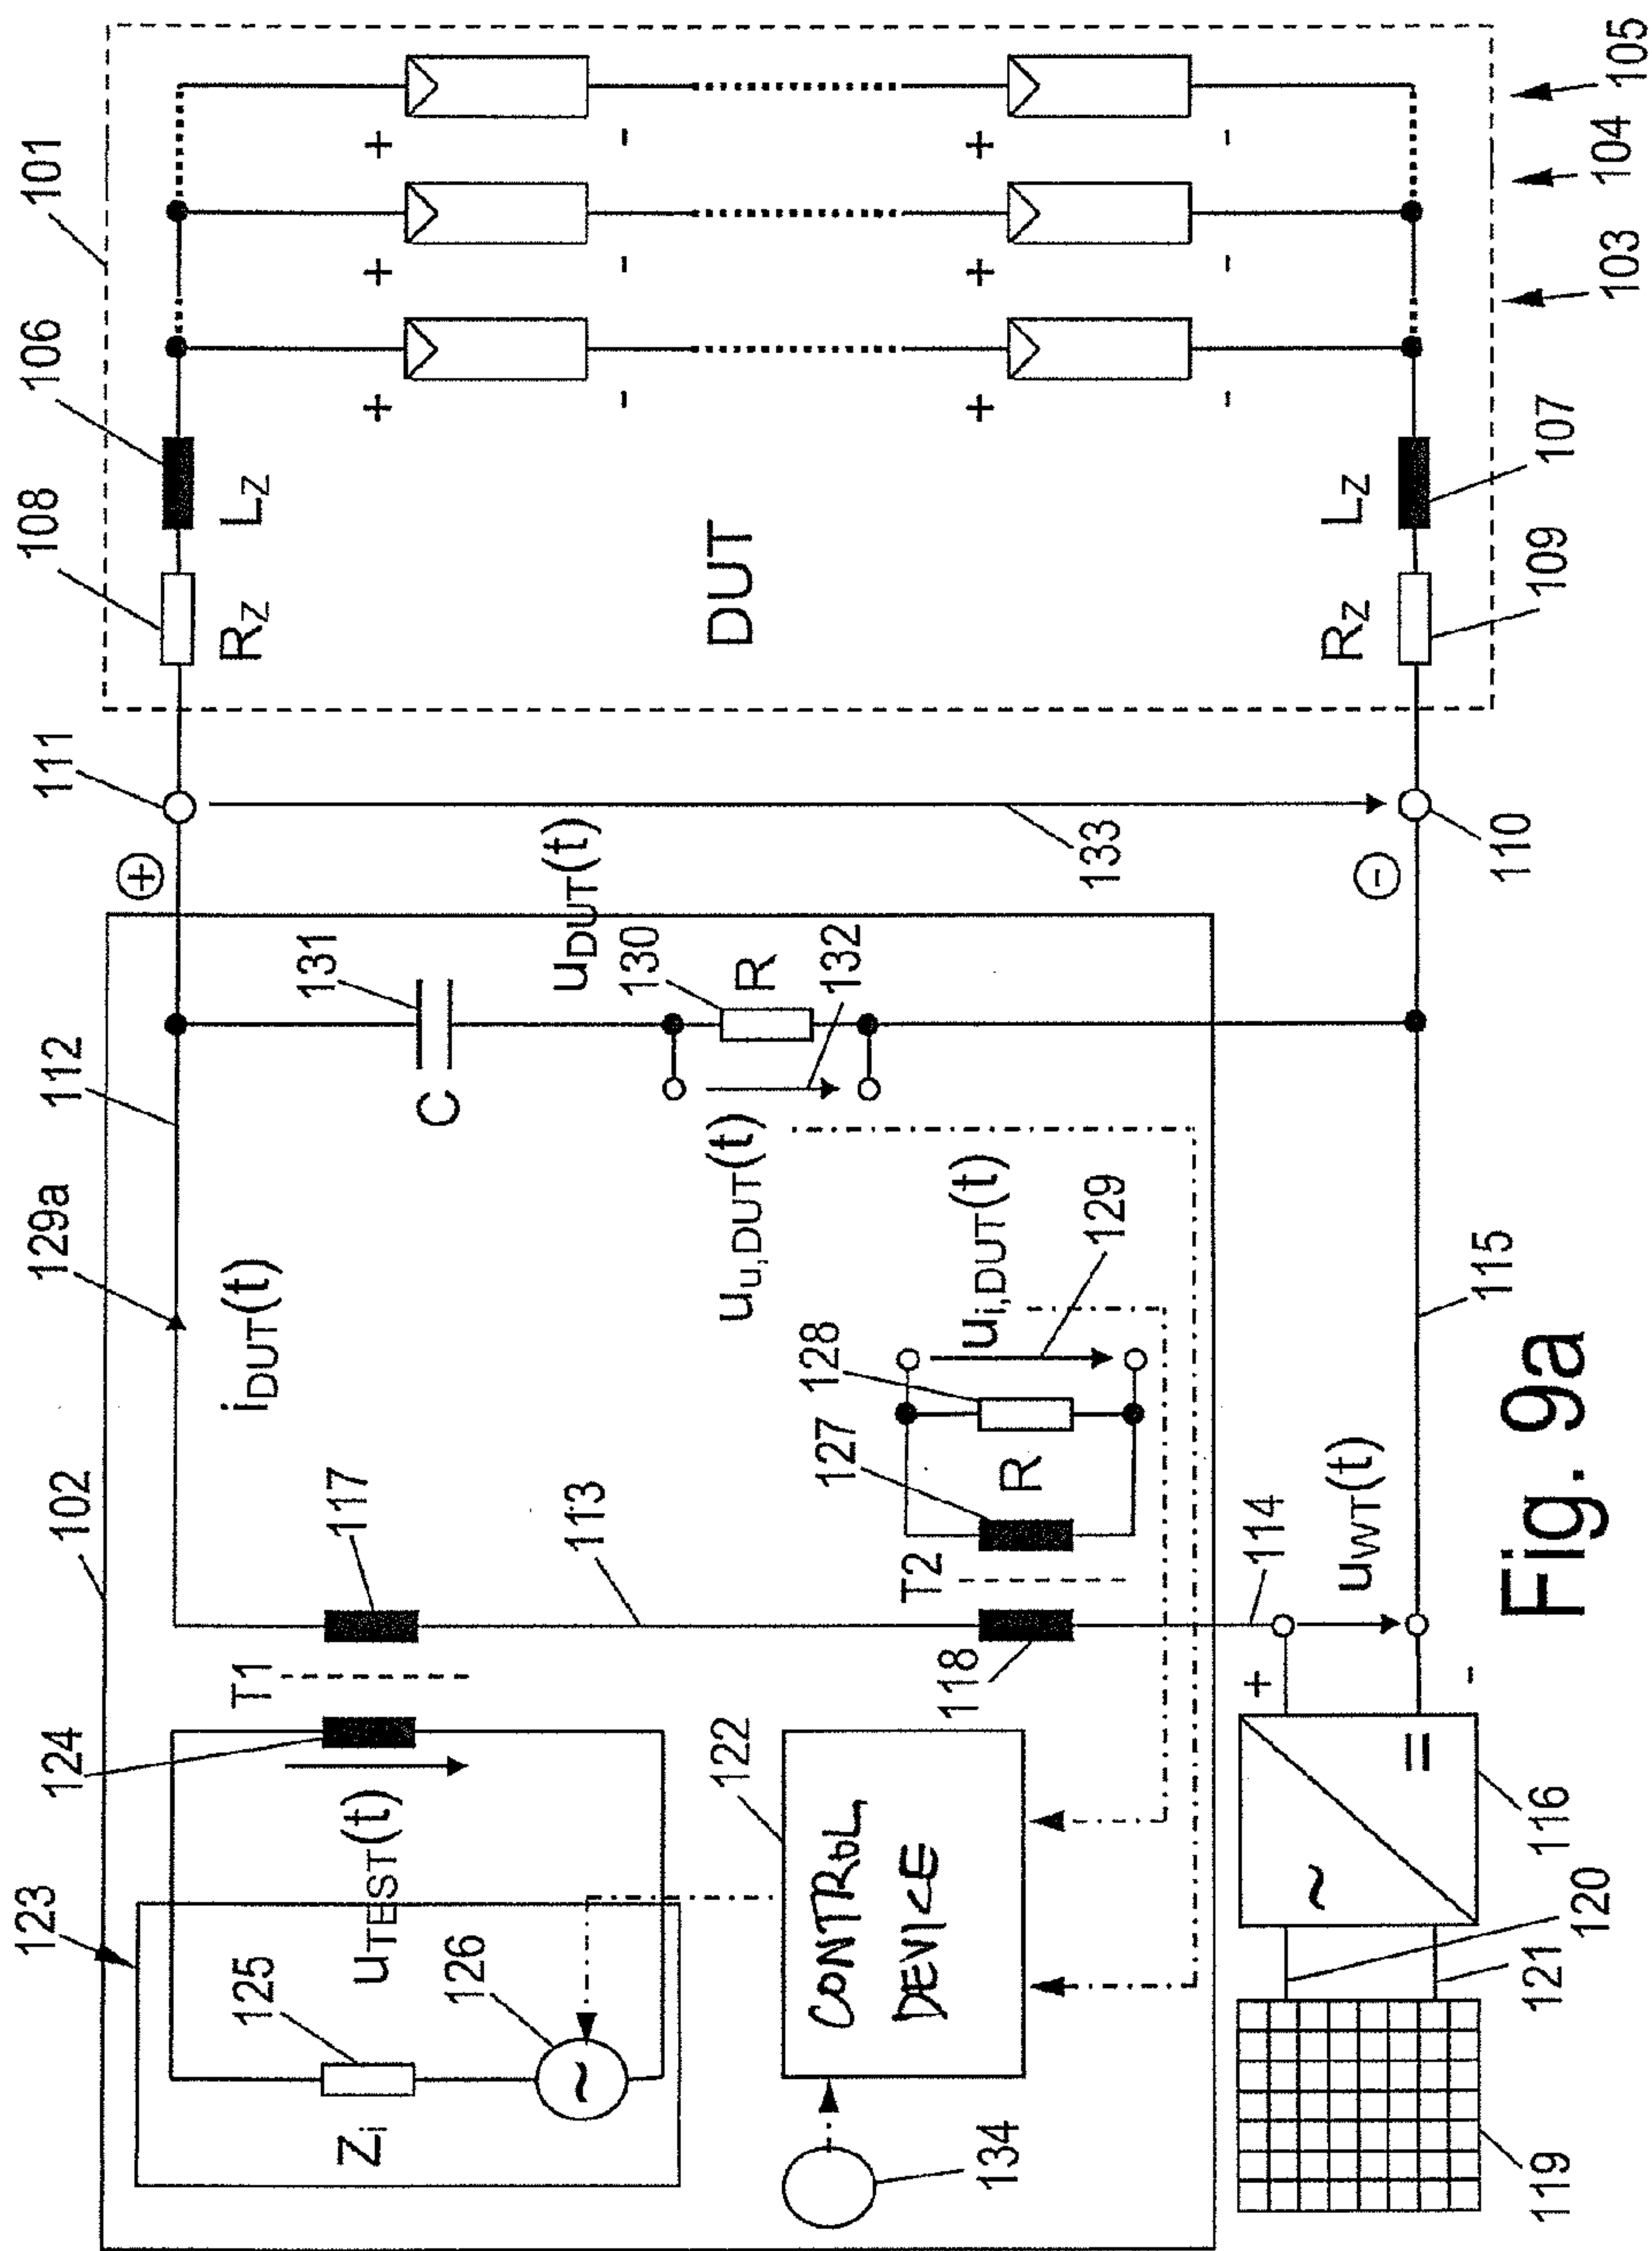 105
104
103
101
106
108
L_Z
R_Z
+ -
+ -
+ -
+ -
+ -
+ -
DUT
L_Z
R_Z
107
109
111
⊕
133
⊖
110
102
112
129a
i_DUT(t)
131
C
u_DUT(t)
130
R
132
u_u,DUT(t)
u_i,DUT(t)
129
128
127
R
T2
118
117
113
T1
124
u_TEST(t)
123
125
Z_i
126
~
122
CONTROL
DEVICE
134
114
u_WT(t)
115
+
-
~
=
116
120
121
119
Fig. 9a